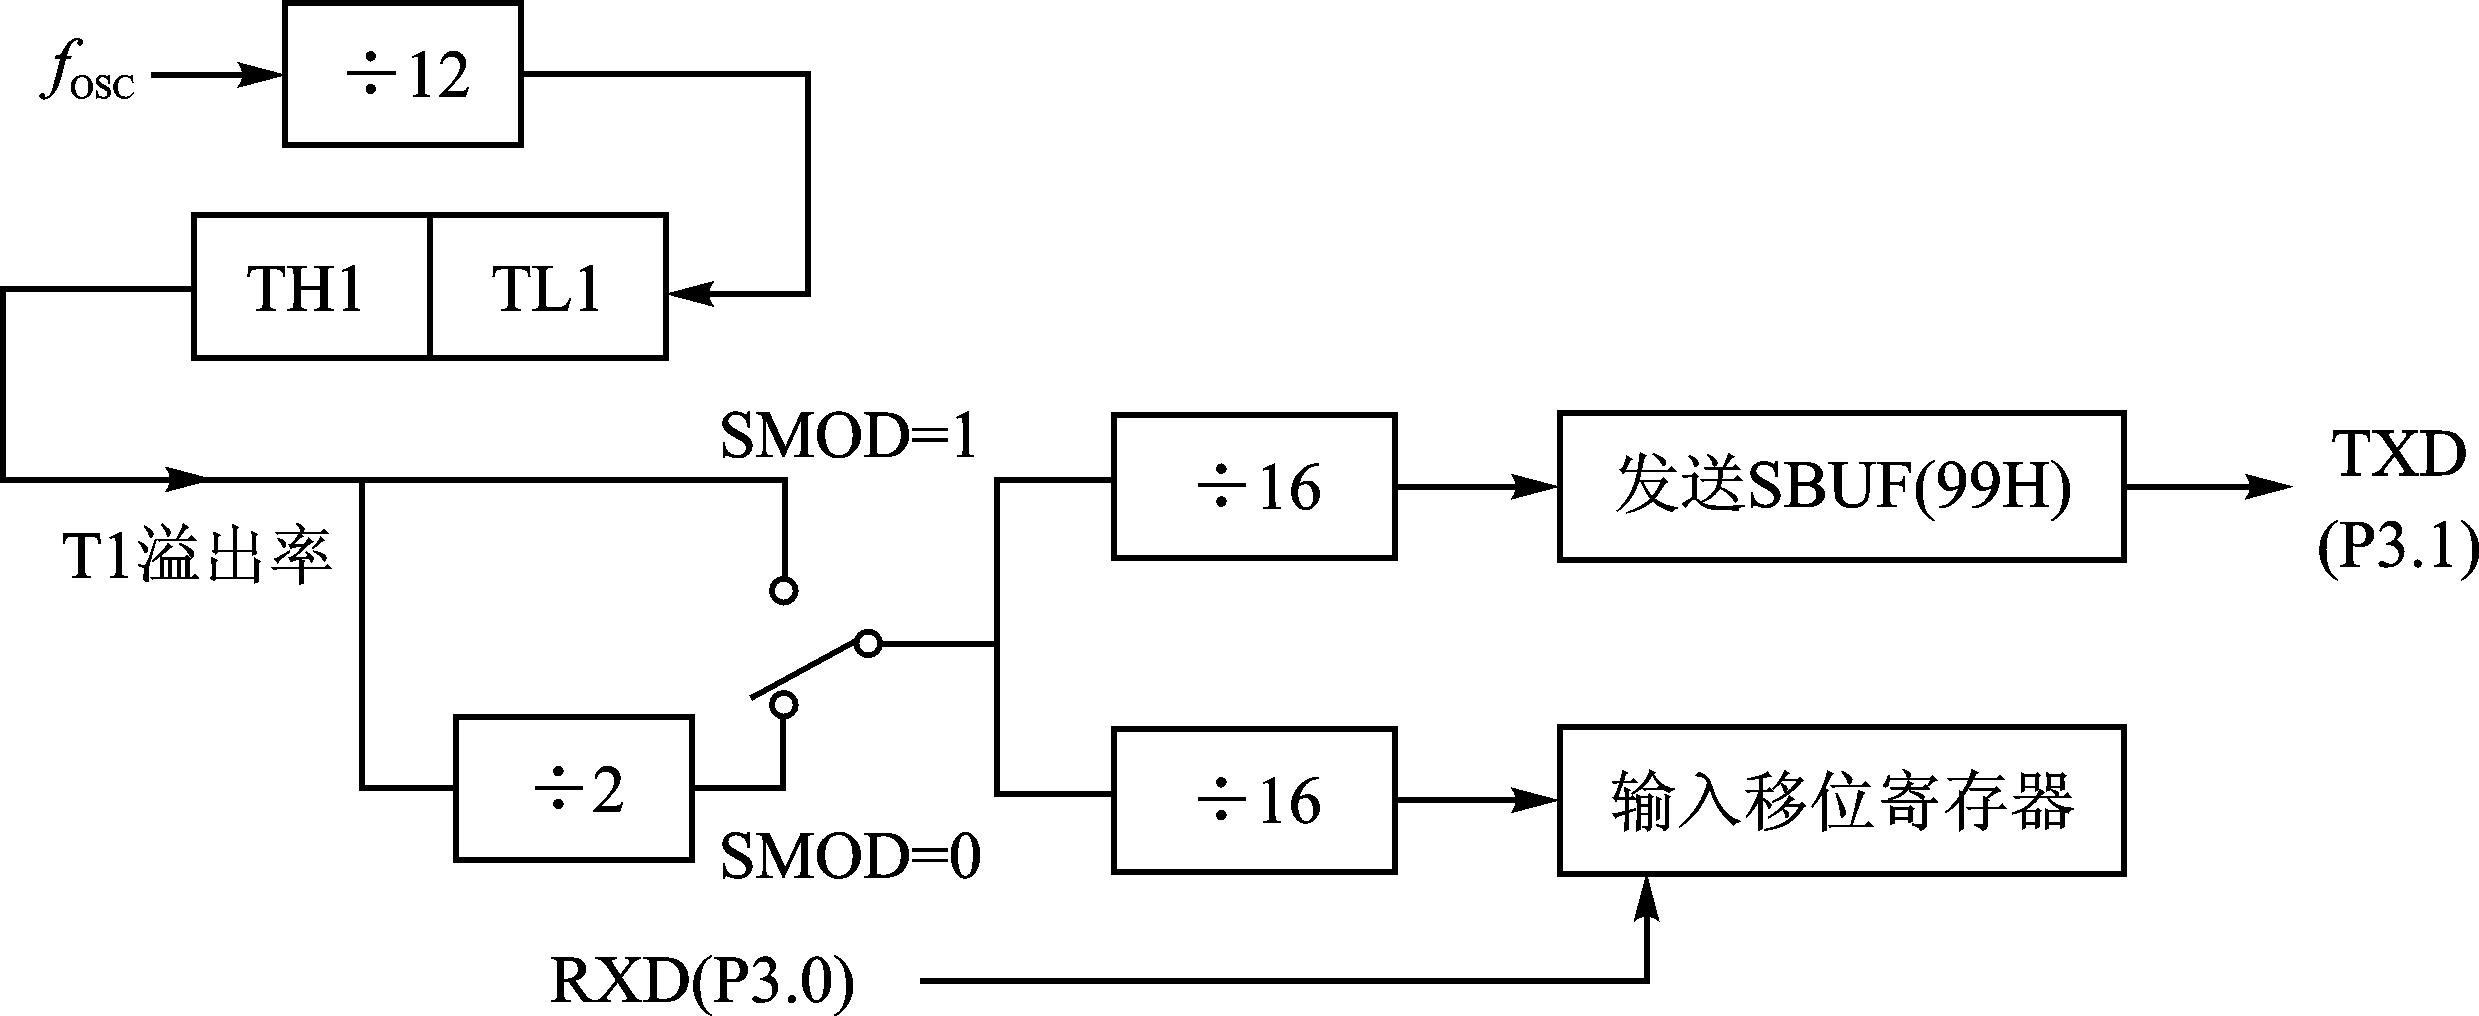 fosc
÷12
TH1
TL1
SMOD=1
T1溢出率
÷16
发送SBUF(99H)
TXD
(P3.1)
÷2
SMOD=0
÷16
输入移位寄存器
RXD(P3.0)